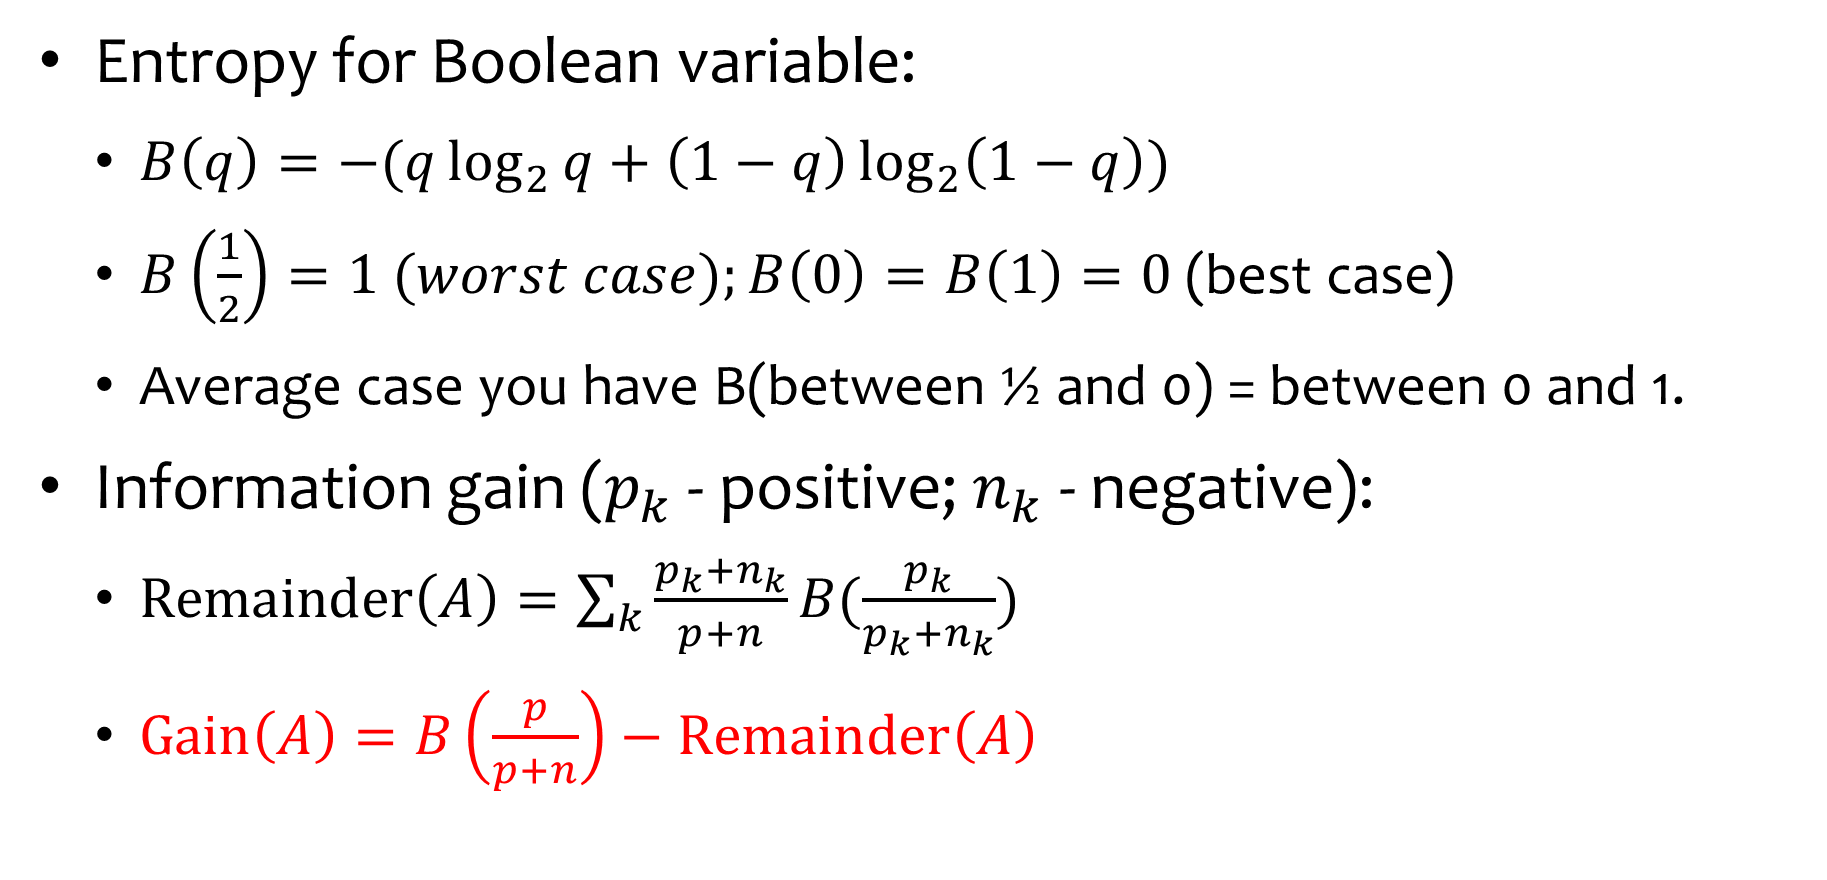 • Entropy for Boolean variable:
• B(q) = −(q log₂ q + (1 − q) log₂(1 − q))
• B(1/2) = 1 (worst case); B(0) = B(1) = 0 (best case)
• Average case you have B(between ½ and 0) = between 0 and 1.
• Information gain (pₖ - positive; nₖ - negative):
• Remainder(A) = ∑ₖ (pₖ+nₖ)/(p+n) B(pₖ/(pₖ+nₖ))
• Gain(A) = B(p/(p+n)) − Remainder(A)